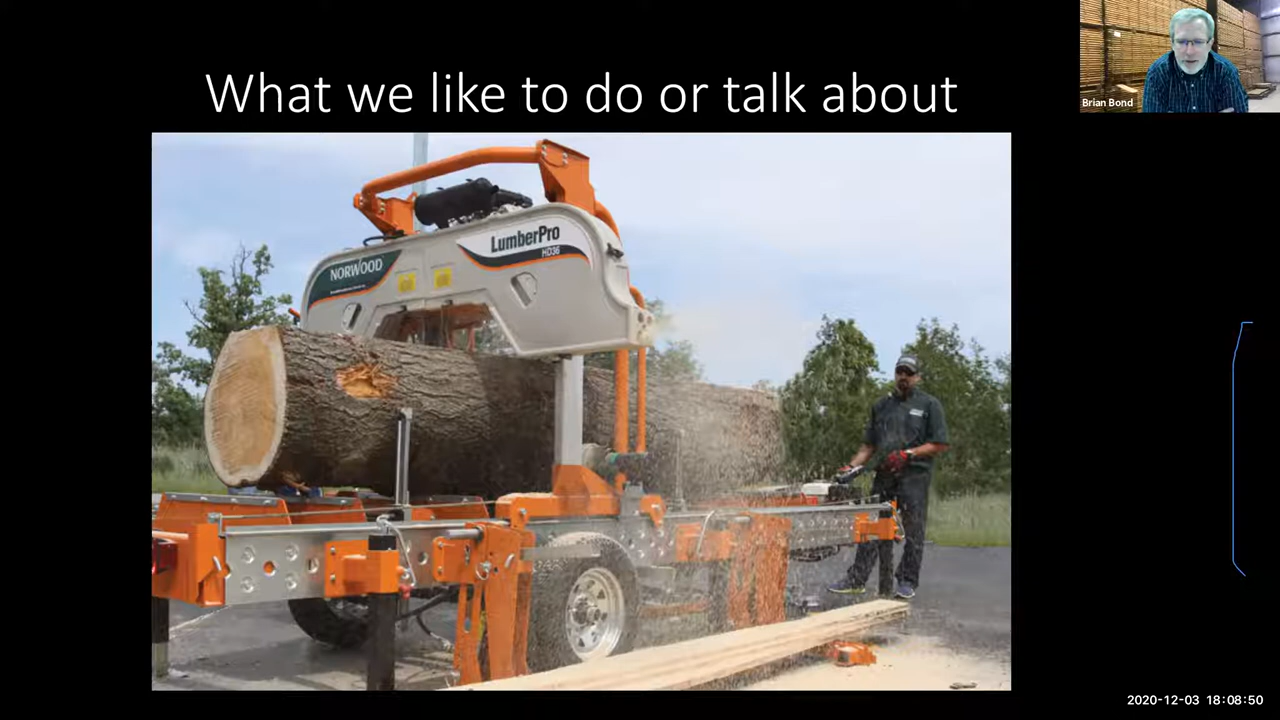 What we like to do or talk about
Brian Bond
LumberPro
HD36
NORWOOD
2020-12-03 18:08:50